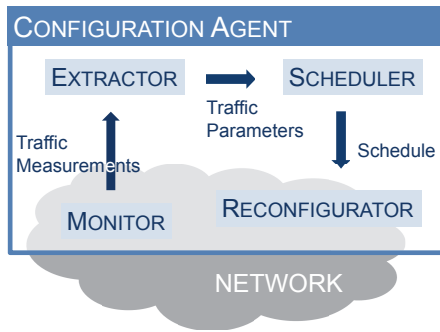 CONFIGURATION AGENT
EXTRACTOR
SCHEDULER
Traffic
Parameters
Traffic
Measurements
Schedule
MONITOR
RECONFIGURATOR
NETWORK